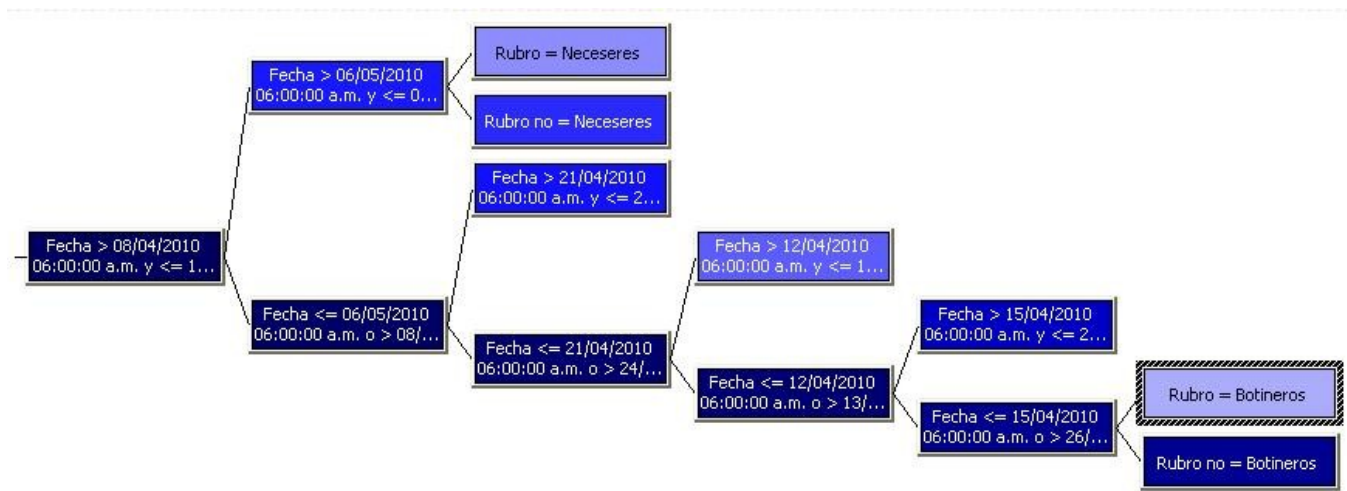 Rubro = Neceseres
Fecha > 06/05/2010
06:00:00 a.m. y <= 0...
Rubro no = Neceseres
Fecha > 21/04/2010
06:00:00 a.m. y <= 2...
Fecha > 08/04/2010
06:00:00 a.m. y <= 1...
Fecha > 12/04/2010
06:00:00 a.m. y <= 1...
Fecha <= 06/05/2010
06:00:00 a.m. o > 08/...
Fecha > 15/04/2010
06:00:00 a.m. y <= 2...
Fecha <= 21/04/2010
06:00:00 a.m. o > 24/...
Fecha <= 12/04/2010
06:00:00 a.m. o > 13/...
Rubro = Botineros
Fecha <= 15/04/2010
06:00:00 a.m. o > 26/...
Rubro no = Botineros